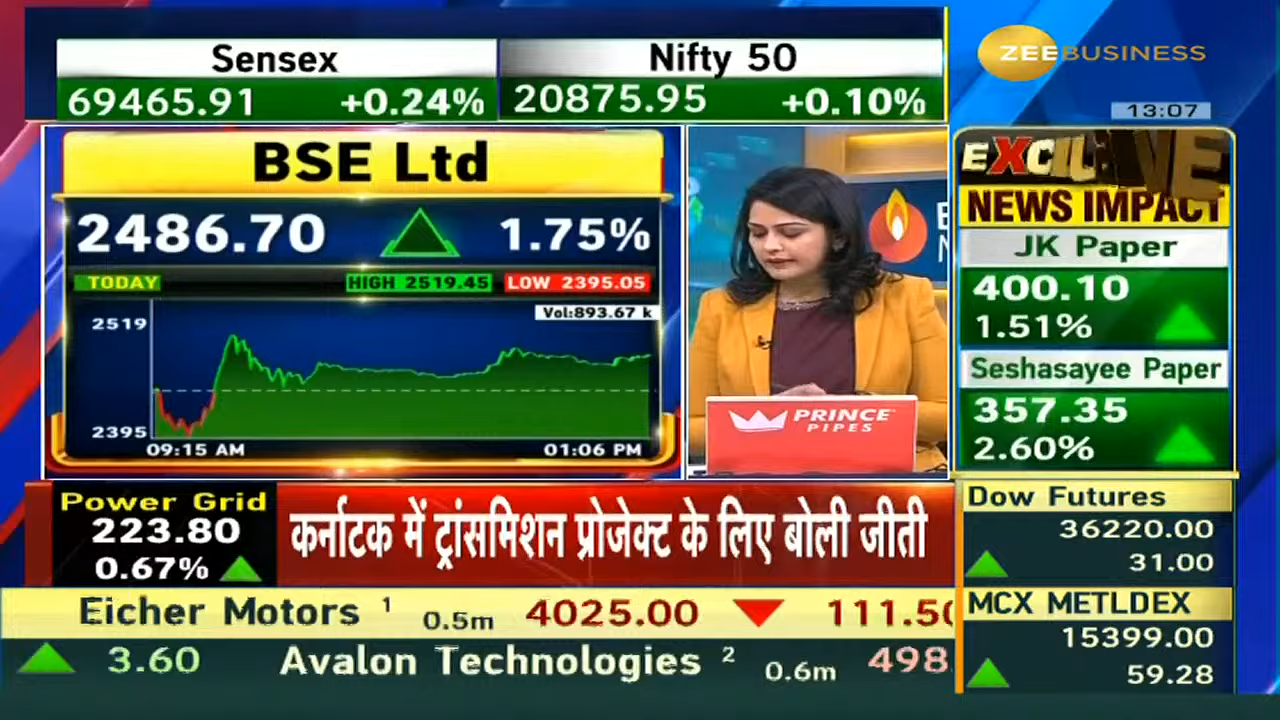 Sensex
69465.91 +0.24%
Nifty 50
20875.95 +0.10%
ZEEBUSINESS
13:07
BSE Ltd
2486.70 1.75%
TODAY HIGH 2519.45 LOW 2395.05
Vol:893.67 k
2519
2395
09:15 AM 01:06 PM
PRINCE
PIPES
NEWS IMPACT
JK Paper
400.10
1.51%
Seshasayee Paper
357.35
2.60%
Power Grid
223.80
0.67%
कर्नाटक में ट्रांसमिशन प्रोजेक्ट के लिए बोली जीती
Dow Futures
36220.00
31.00
MCX METLDEX
15399.00
59.28
Eicher Motors 1 0.5m 4025.00 111.50
3.60 Avalon Technologies 2 0.6m 498